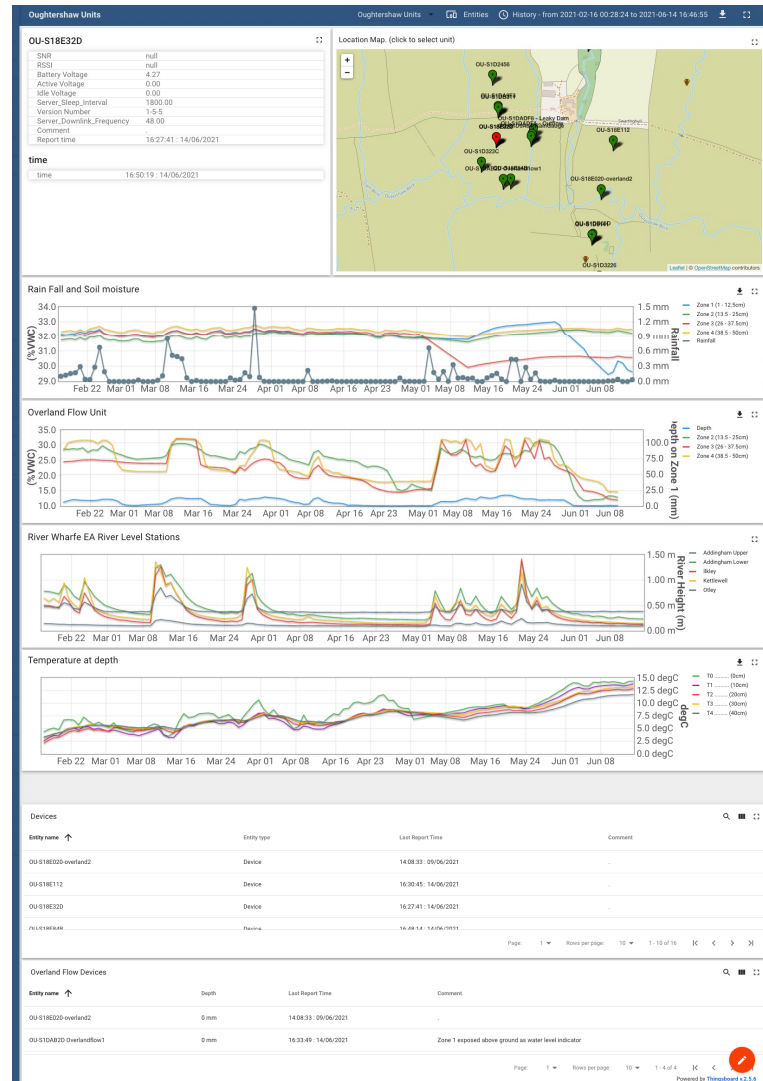 Oughtershaw Units
Oughtershaw Units Entities History - from 2021-02-16 00:28:24 to 2021-06-14 16:46:55
OU-S18E32D
SNR null
RSSI null
Battery Voltage 4.27
Active Voltage 0.00
Idle Voltage 0.00
Server_Sleep_Interval 1800.00
Version Number 1-5-5
Server_Downlink_Frequency 48.00
Comment .
Report time 16:27:41 : 14/06/2021
time
time 16:50:19 : 14/06/2021
Location Map. (click to select unit)
+
−
OU-S1D2456
OU-S1DADF6 - Leaky Dam
OU-S18E112
OU-S1D323C
OU-S18E020-overland2
OU-S1D3226
Leaflet | © OpenStreetMap contributors
Rain Fall and Soil moisture
34.0
33.0
32.0
31.0
30.0
29.0
(%VWC)
Feb 22 Mar 01 Mar 08 Mar 16 Mar 24 Apr 01 Apr 08 Apr 16 Apr 23 May 01 May 08 May 16 May 24 Jun 01 Jun 08
1.5 mm
1.2 mm
0.9 mm
0.6 mm
0.3 mm
0.0 mm
Rainfall
Zone 1 (1 - 12.5cm)
Zone 2 (13.5 - 25cm)
Zone 3 (26 - 37.5cm)
Zone 4 (38.5 - 50cm)
Rainfall
Overland Flow Unit
35.0
30.0
25.0
20.0
15.0
10.0
(%VWC)
Feb 22 Mar 01 Mar 08 Mar 16 Mar 24 Apr 01 Apr 08 Apr 16 Apr 23 May 01 May 08 May 16 May 24 Jun 01 Jun 08
100.0
75.0
50.0
25.0
0.0
epth on Zone 1 (mm)
Depth
Zone 2 (13.5 - 25cm)
Zone 3 (26 - 37.5cm)
Zone 4 (38.5 - 50cm)
River Wharfe EA River Level Stations
Feb 22 Mar 01 Mar 08 Mar 16 Mar 24 Apr 01 Apr 08 Apr 16 Apr 23 May 01 May 08 May 16 May 24 Jun 01 Jun 08
1.50 m
1.00 m
0.50 m
0.00 m
River Height (m)
Addingham Upper
Addingham Lower
Ilkley
Kettlewell
Otley
Temperature at depth
Feb 22 Mar 01 Mar 08 Mar 16 Mar 24 Apr 01 Apr 08 Apr 16 Apr 23 May 01 May 08 May 16 May 24 Jun 01 Jun 08
15.0 degC
12.5 degC
10.0 degC
7.5 degC
5.0 degC
2.5 degC
0.0 degC
degC
T0 ......... (0cm)
T1 ........ (10cm)
T2 ........ (20cm)
T3 ........ (30cm)
T4 ........ (40cm)
Devices
Entity name Entity type Last Report Time Comment
OU-S18E020-overland2 Device 14:08:33 : 09/06/2021 .
OU-S18E112 Device 16:30:45 : 14/06/2021 .
OU-S18E32D Device 16:27:41 : 14/06/2021 .
OU-S18E84B Device 16:48:14 : 14/06/2021
Page: 1 Rows per page: 10 1 - 10 of 16
Overland Flow Devices
Entity name Depth Last Report Time Comment
OU-S18E020-overland2 0 mm 14:08:33 : 09/06/2021 .
OU-S1DAB2D Overlandflow1 0 mm 16:33:49 : 14/06/2021 Zone 1 exposed above ground as water level indicator
Page: 1 Rows per page: 10 1 - 4 of 4
Powered by Thingsboard v.2.5.6